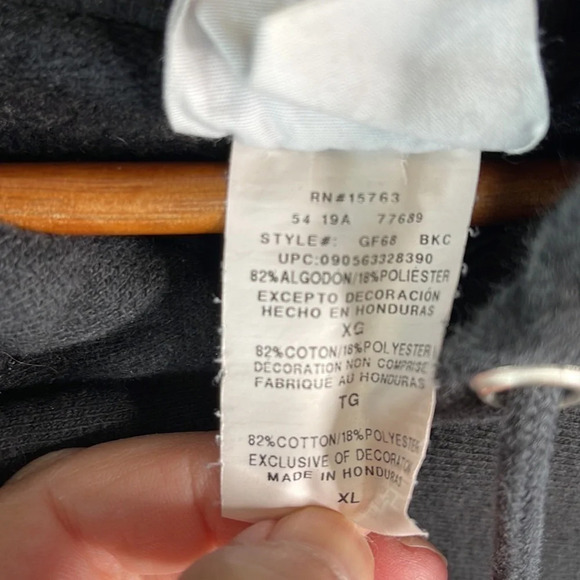 RN#15763
54 19A 77689
STYLE#: GF68 BKC
UPC:090563328390
82%ALGODON/18%POLIÉSTER
EXCEPTO DECORACIÓN
HECHO EN HONDURAS
XG
82%COTON/18%POLYESTER
DECORATION NON COMPRISE
FABRIQUE AU HONDURAS
TG
82%COTTON/18%POLYESTER
EXCLUSIVE OF DECORATION
MADE IN HONDURAS
XL